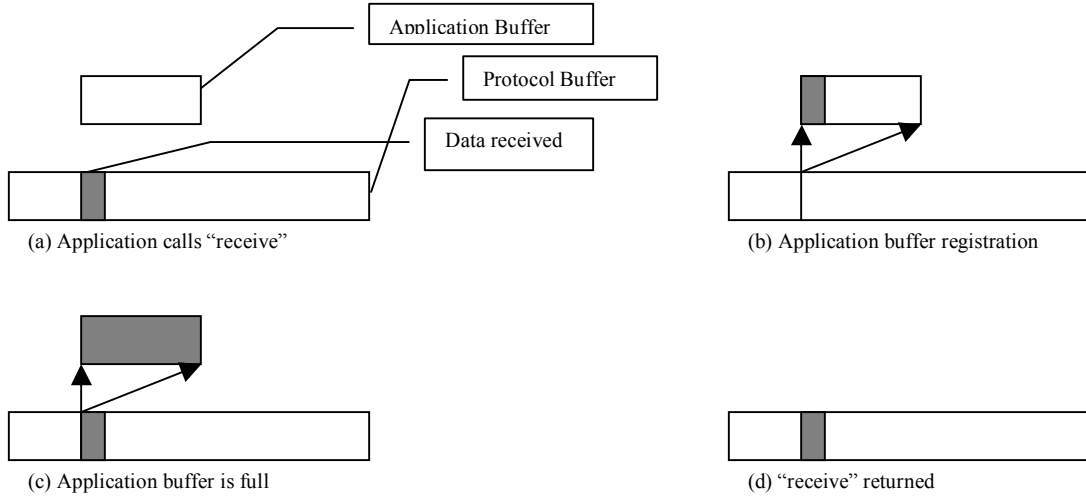 Application Buffer
Protocol Buffer
Data received
(a) Application calls “receive”
(b) Application buffer registration
(c) Application buffer is full
(d) “receive” returned